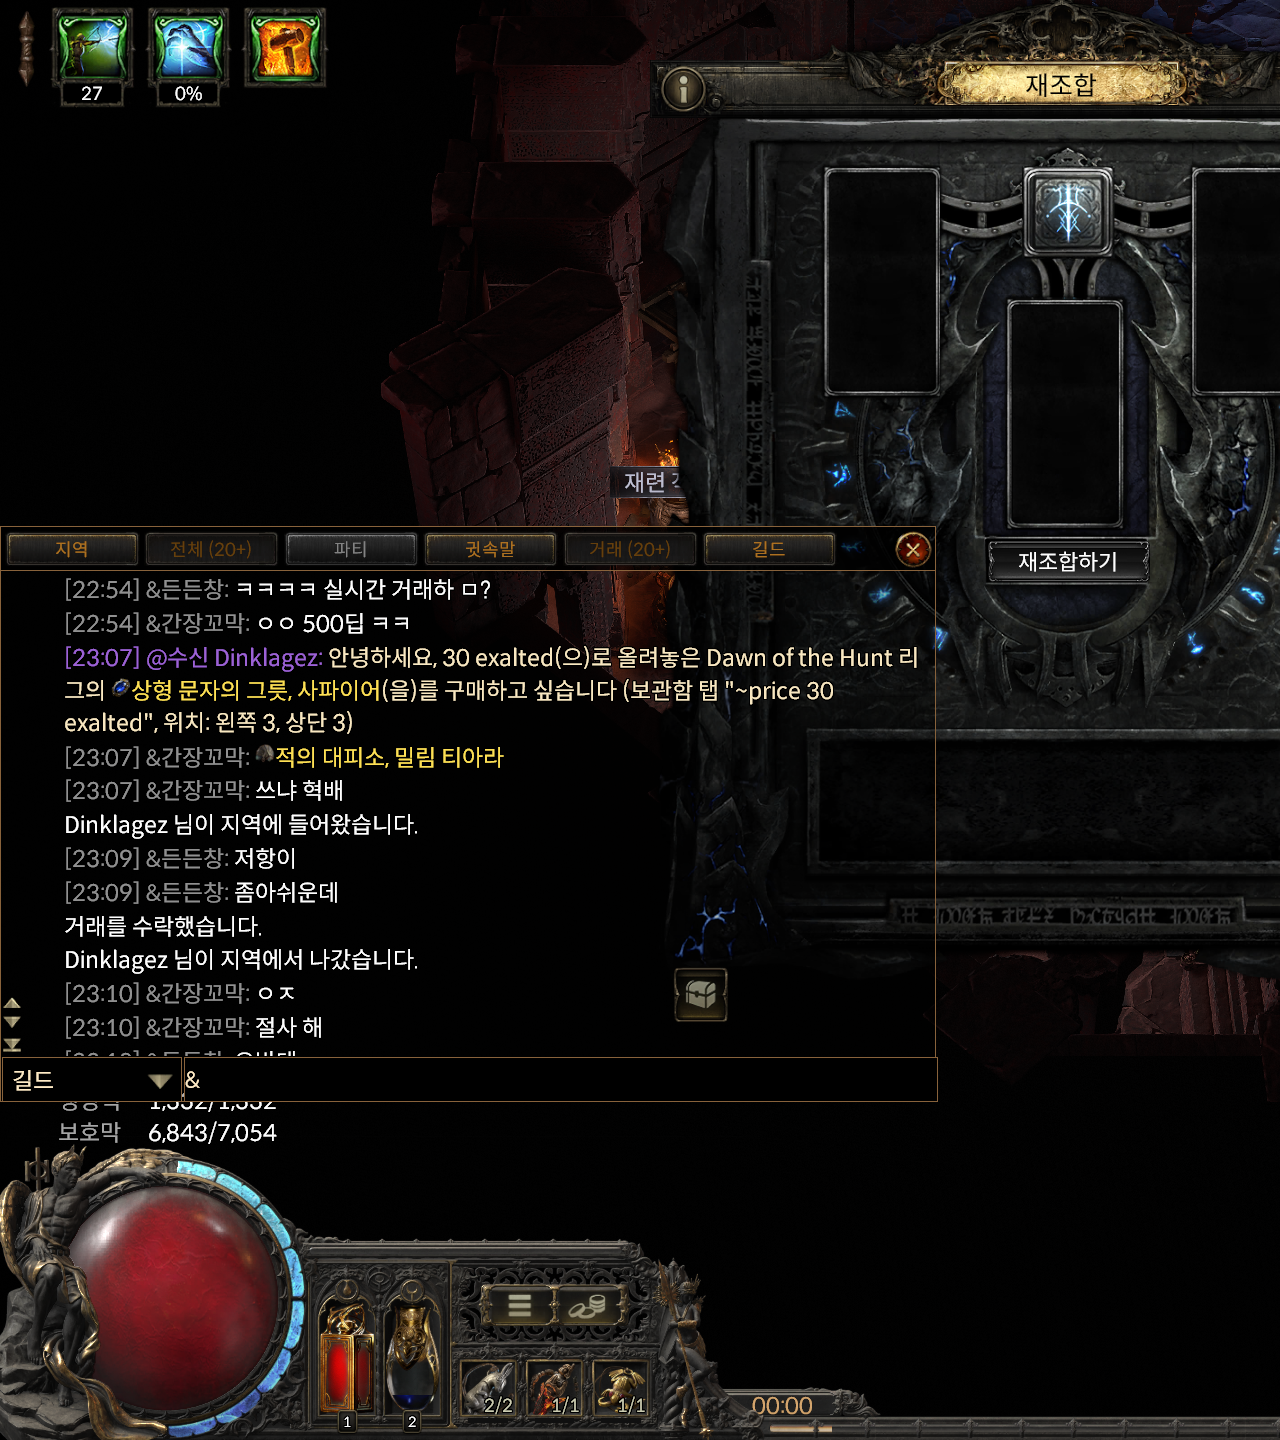 27
0%
재조합
재련
재조합하기
지역
전체 (20+)
파티
귓속말
거래 (20+)
길드
[22:54] &든든창: ㅋㅋㅋㅋ 실시간 거래하 ㅁ?
[22:54] &간장꼬막: ㅇㅇ 500딥 ㅋㅋ
[23:07] @수신 Dinklagez: 안녕하세요, 30 exalted(으)로 올려놓은 Dawn of the Hunt 리
그의 상형 문자의 그릇, 사파이어(을)를 구매하고 싶습니다 (보관함 탭 "~price 30
exalted", 위치: 왼쪽 3, 상단 3)
[23:07] &간장꼬막: 적의 대피소, 밀림 티아라
[23:07] &간장꼬막: 쓰냐 혁배
Dinklagez 님이 지역에 들어왔습니다.
[23:09] &든든창: 저항이
[23:09] &든든창: 좀아쉬운데
거래를 수락했습니다.
Dinklagez 님이 지역에서 나갔습니다.
[23:10] &간장꼬막: ㅇㅈ
[23:10] &간장꼬막: 절사 해
길드
&
보호막 6,843/7,054
1
2
2/2
1/1
1/1
00:00